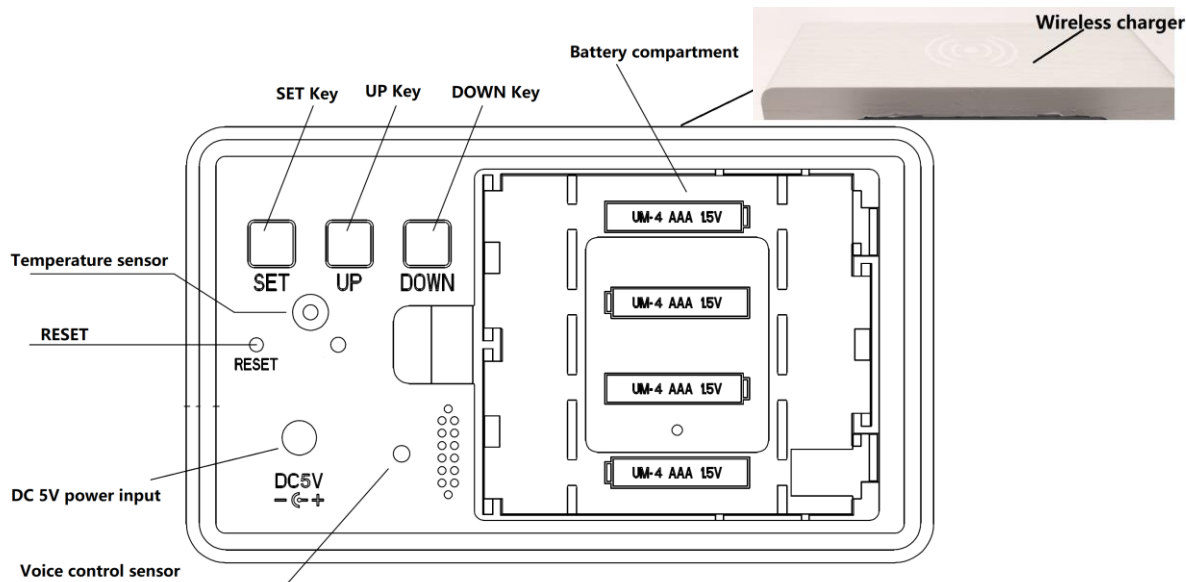 Wireless charger
Battery compartment
SET Key
UP Key
DOWN Key
UM-4 AAA 1.5V
Temperature sensor
SET
UP
DOWN
UM-4 AAA 1.5V
RESET
RESET
UM-4 AAA 1.5V
DC 5V power input
DC5V
− +
UM-4 AAA 1.5V
Voice control sensor